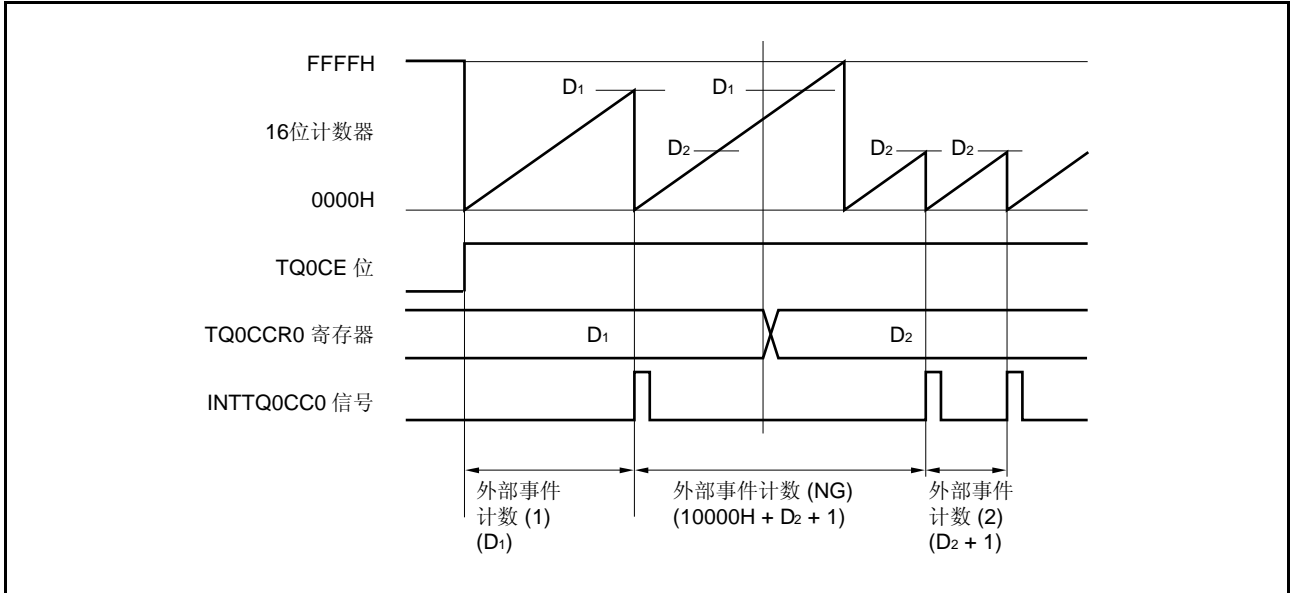 FFFFH
D1
D1
16位计数器
D2
D2
D2
0000H
TQ0CE 位
TQ0CCR0 寄存器
D1
D2
INTTQ0CC0 信号
外部事件
计数 (1)
(D1)
外部事件计数 (NG)
(10000H + D2 + 1)
外部事件
计数 (2)
(D2 + 1)